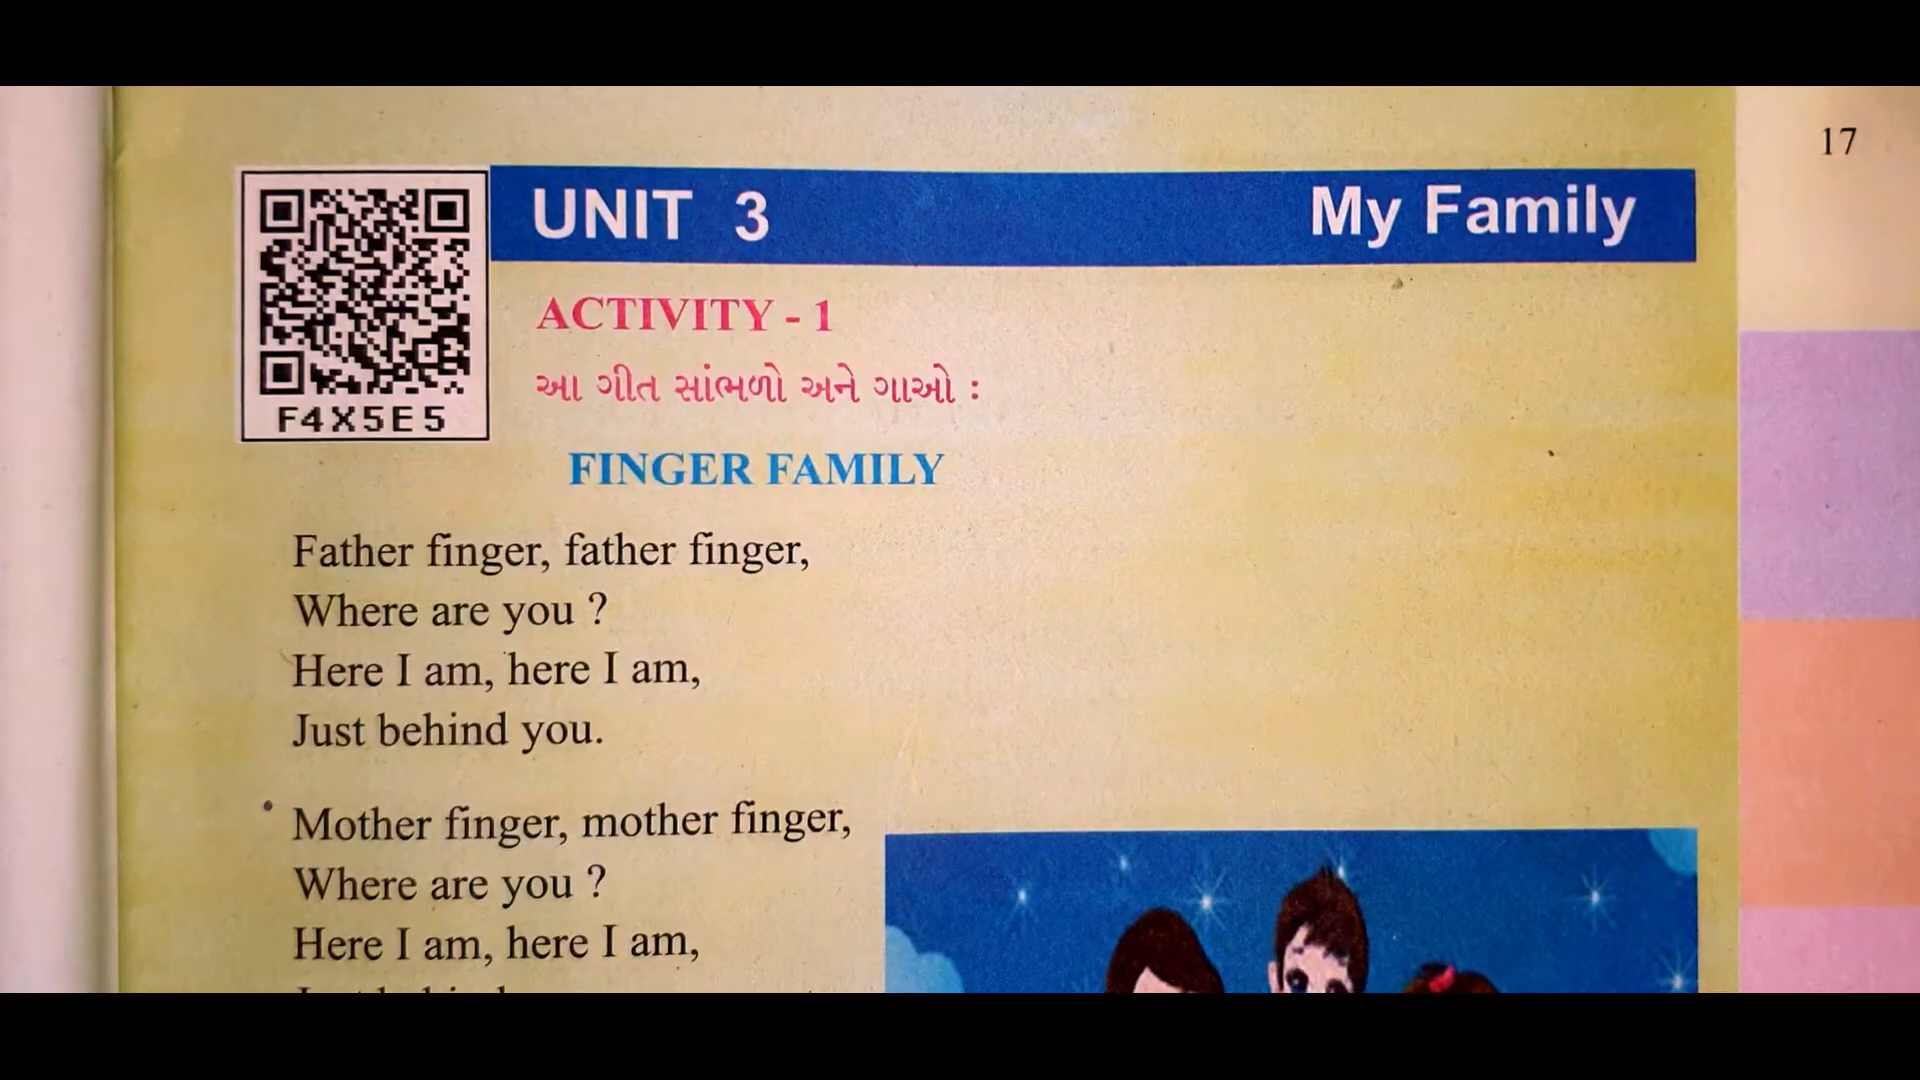 17
UNIT 3 My Family
F4X5E5
ACTIVITY - 1
આ ગીત સાંભળો અને ગાઓ :
FINGER FAMILY
Father finger, father finger,
Where are you ?
Here I am, here I am,
Just behind you.
Mother finger, mother finger,
Where are you ?
Here I am, here I am,